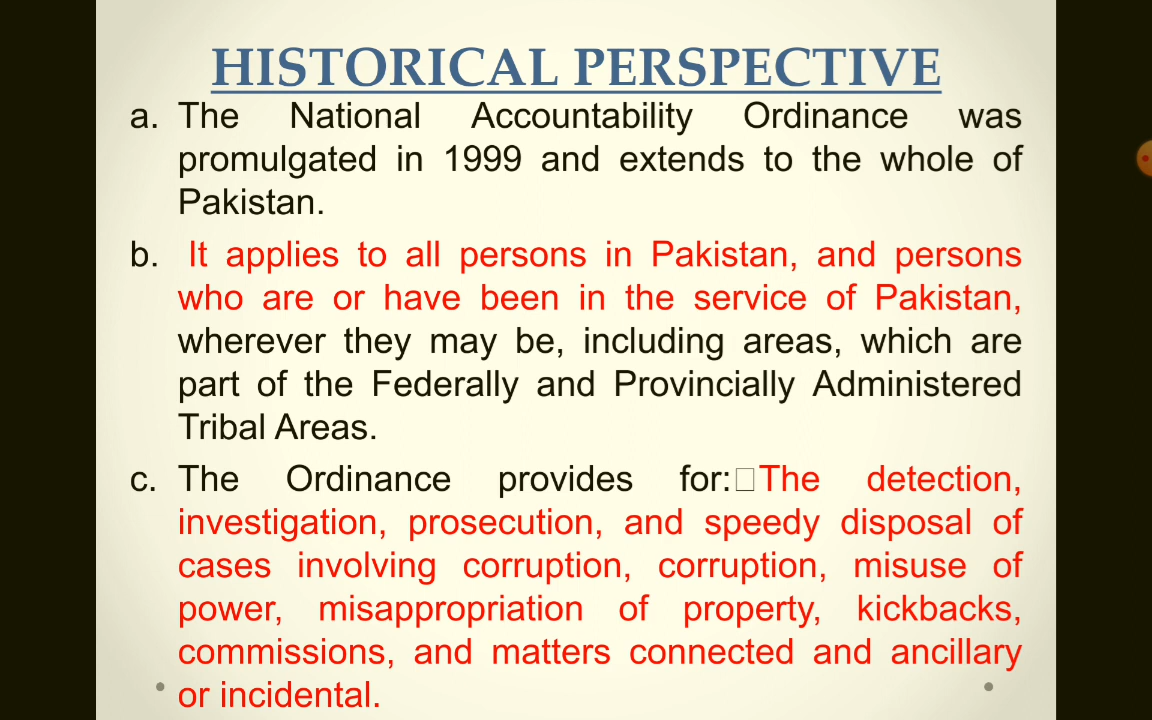 HISTORICAL PERSPECTIVE
a. The National Accountability Ordinance was
promulgated in 1999 and extends to the whole of
Pakistan.
b. It applies to all persons in Pakistan, and persons
who are or have been in the service of Pakistan,
wherever they may be, including areas, which are
part of the Federally and Provincially Administered
Tribal Areas.
c. The Ordinance provides for:□The detection,
investigation, prosecution, and speedy disposal of
cases involving corruption, corruption, misuse of
power, misappropriation of property, kickbacks,
commissions, and matters connected and ancillary
or incidental.